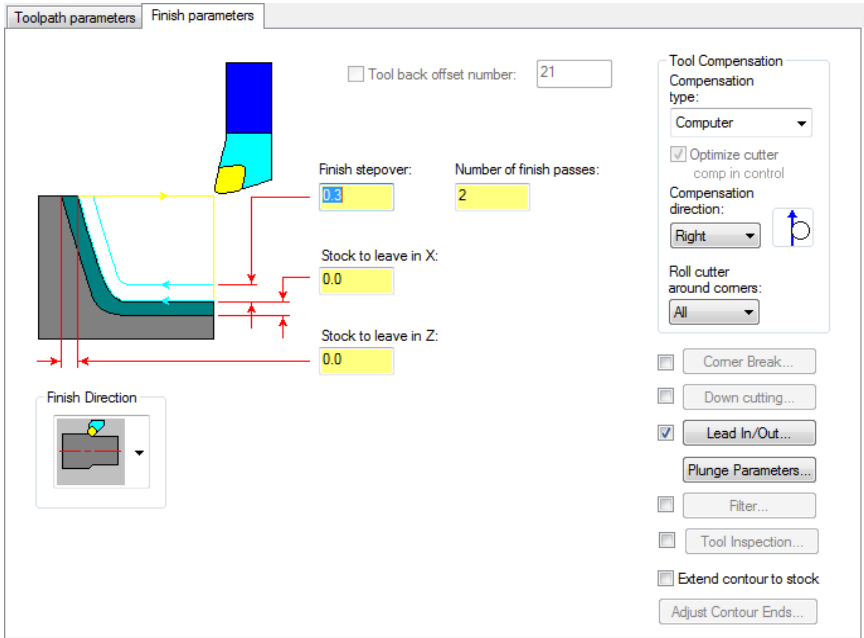 Toolpath parameters
Finish parameters
Tool back offset number:
21
Finish stepover:
0.3
Number of finish passes:
2
Stock to leave in X:
0.0
Stock to leave in Z:
0.0
Finish Direction
Tool Compensation
Compensation
type:
Computer
Optimize cutter
comp in control
Compensation
direction:
Right
Roll cutter
around corners:
All
Corner Break...
Down cutting...
Lead In/Out...
Plunge Parameters...
Filter...
Tool Inspection...
Extend contour to stock
Adjust Contour Ends...